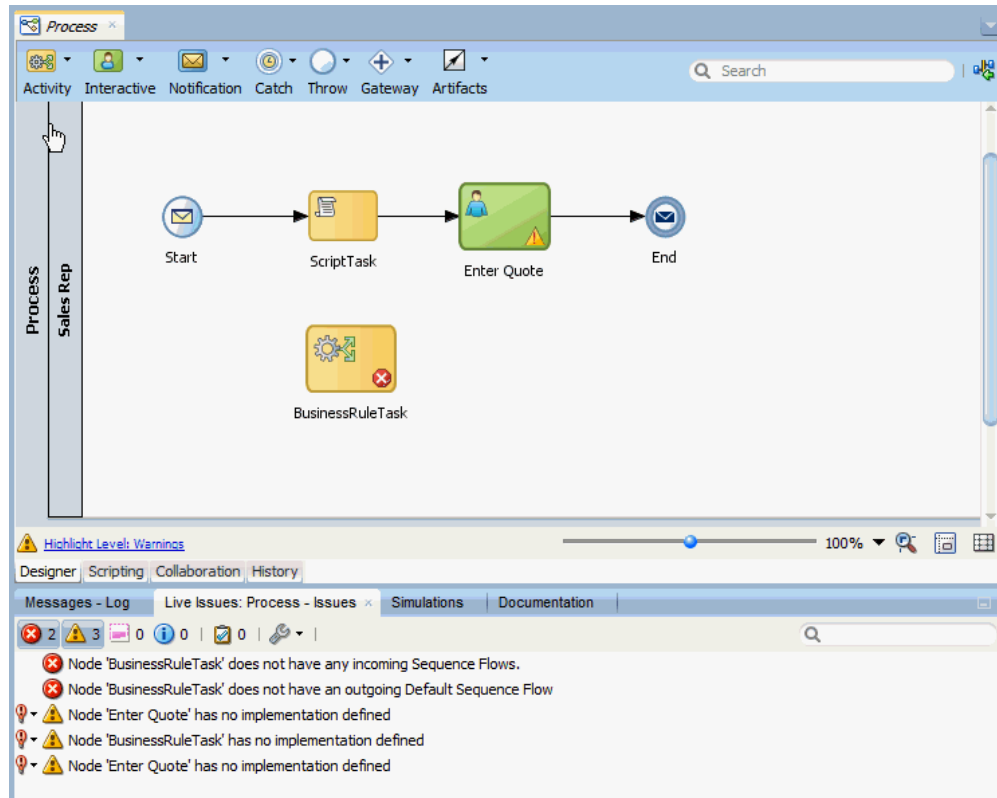 Process
Search
Activity Interactive Notification Catch Throw Gateway Artifacts
Process
Sales Rep
Start
ScriptTask
Enter Quote
End
BusinessRuleTask
Highlight Level: Warnings
100%
Designer Scripting Collaboration History
Messages - Log Live Issues: Process - Issues Simulations Documentation
2 3 0 0 0
Node 'BusinessRuleTask' does not have any incoming Sequence Flows.
Node 'BusinessRuleTask' does not have an outgoing Default Sequence Flow
Node 'Enter Quote' has no implementation defined
Node 'BusinessRuleTask' has no implementation defined
Node 'Enter Quote' has no implementation defined